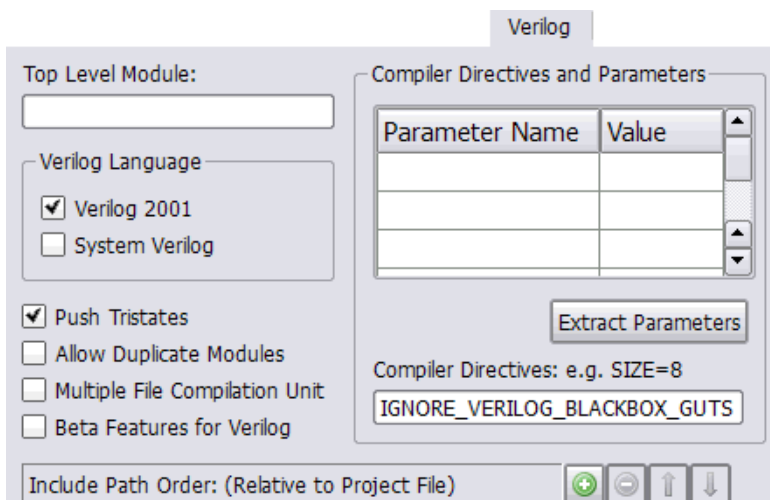 Verilog
Top Level Module:
Verilog Language
Verilog 2001
System Verilog
Push Tristates
Allow Duplicate Modules
Multiple File Compilation Unit
Beta Features for Verilog
Compiler Directives and Parameters
Parameter Name Value
Extract Parameters
Compiler Directives: e.g. SIZE=8
IGNORE_VERILOG_BLACKBOX_GUTS
Include Path Order: (Relative to Project File)